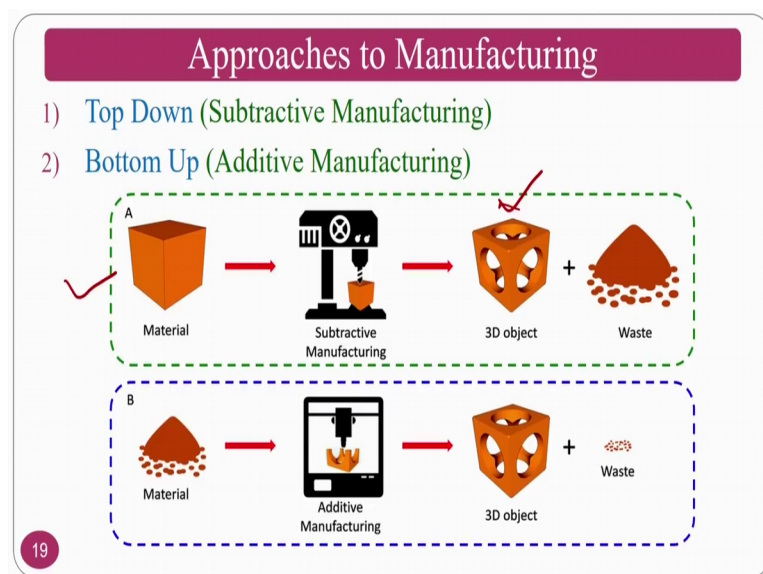 Approaches to Manufacturing
1) Top Down (Subtractive Manufacturing)
2) Bottom Up (Additive Manufacturing)
A
Material
Subtractive
Manufacturing
3D object
+
Waste
B
Material
Additive
Manufacturing
3D object
+
Waste
19